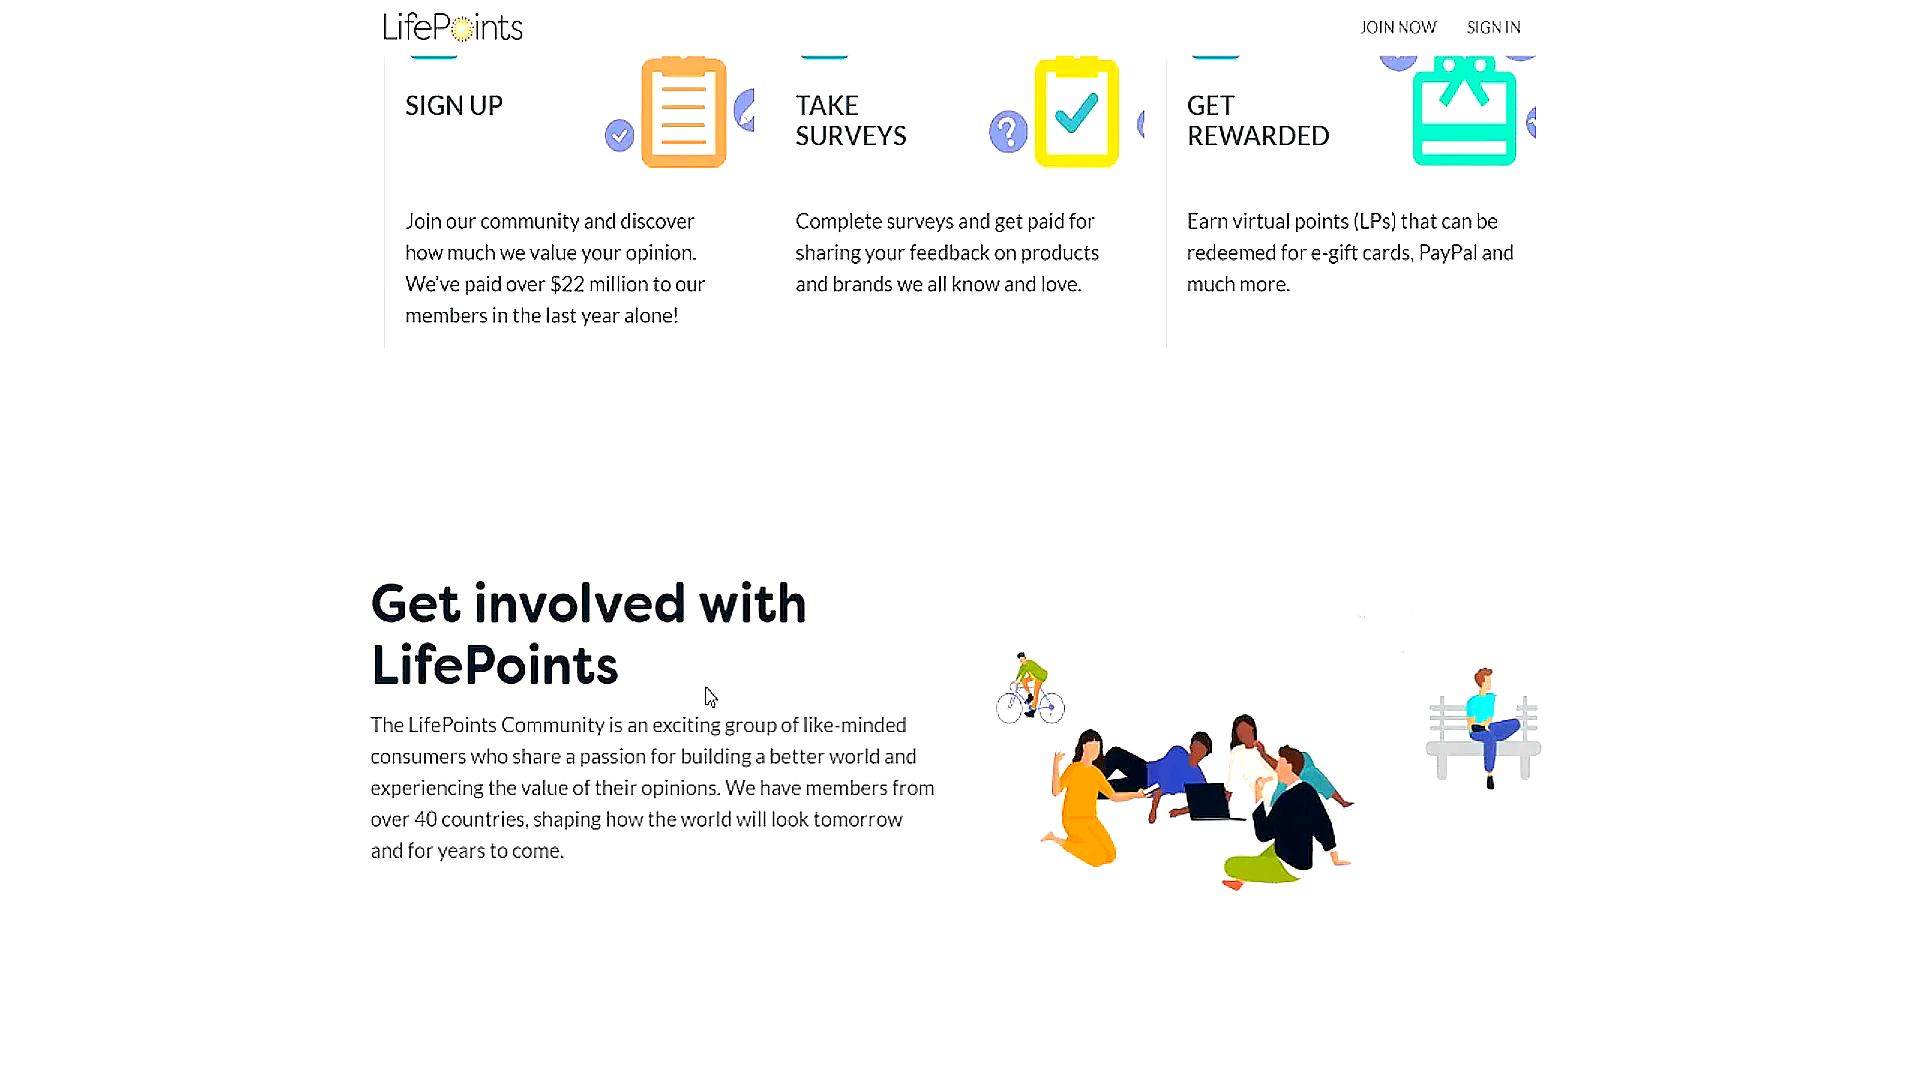 LifePoints
JOIN NOW
SIGN IN
SIGN UP
Join our community and discover
how much we value your opinion.
We've paid over $22 million to our
members in the last year alone!
TAKE
SURVEYS
Complete surveys and get paid for
sharing your feedback on products
and brands we all know and love.
GET
REWARDED
Earn virtual points (LPs) that can be
redeemed for e-gift cards, PayPal and
much more.
Get involved with
LifePoints
The LifePoints Community is an exciting group of like-minded
consumers who share a passion for building a better world and
experiencing the value of their opinions. We have members from
over 40 countries, shaping how the world will look tomorrow
and for years to come.